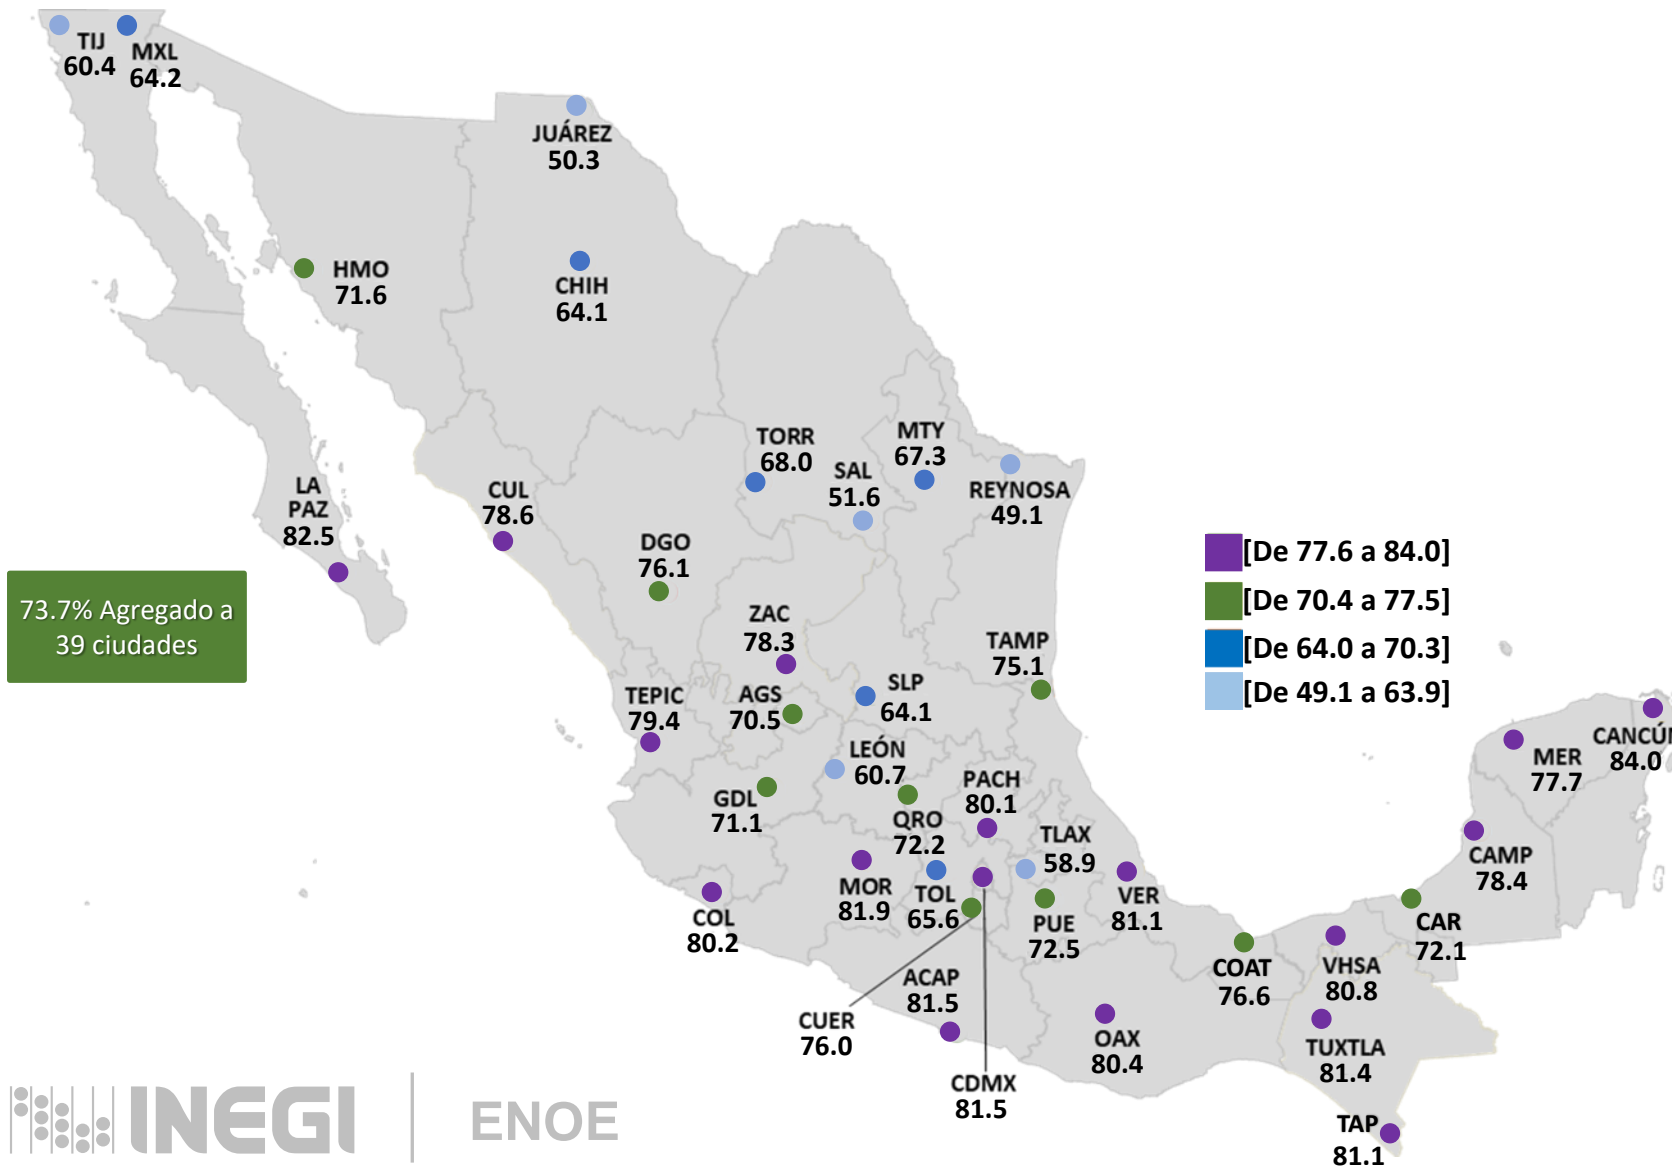 TIJ
60.4
MXL
64.2
JUÁREZ
50.3
HMO
71.6
CHIH
64.1
TORR
68.0
MTY
67.3
SAL
51.6
REYNOSA
49.1
LA
PAZ
82.5
CUL
78.6
DGO
76.1
[De 77.6 a 84.0]
[De 70.4 a 77.5]
[De 64.0 a 70.3]
[De 49.1 a 63.9]
73.7% Agregado a
39 ciudades
ZAC
78.3
TAMP
75.1
TEPIC
79.4
AGS
70.5
SLP
64.1
LEÓN
60.7
PACH
80.1
CANCÚN
84.0
MER
77.7
GDL
71.1
QRO
72.2
TLAX
58.9
CAMP
78.4
MOR
81.9
TOL
65.6
VER
81.1
COL
80.2
PUE
72.5
CAR
72.1
COAT
76.6
VHSA
80.8
ACAP
81.5
CUER
76.0
OAX
80.4
TUXTLA
81.4
CDMX
81.5
TAP
81.1
INEGI
ENOE